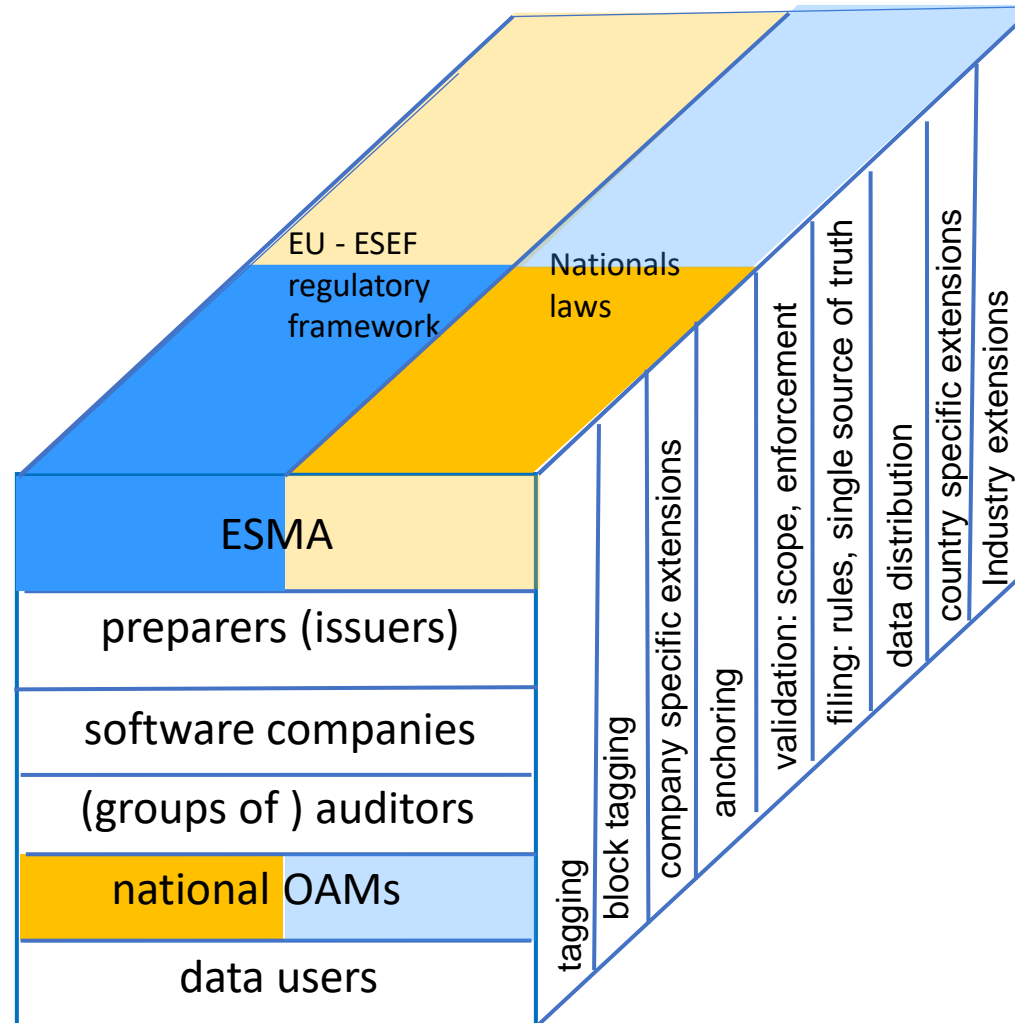 EU - ESEF
regulatory
framework
Nationals
laws
ESMA
preparers (issuers)
software companies
(groups of ) auditors
national OAMs
data users
tagging
block tagging
company specific extensions
anchoring
validation: scope, enforcement
filing: rules, single source of truth
data distribution
country specific extensions
Industry extensions